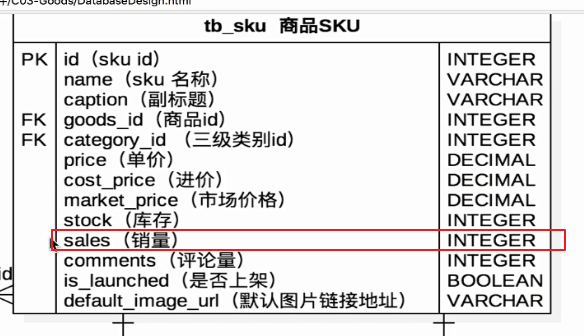 +/C03-Goods/DatabaseDesign.html
tb_sku 商品SKU
PK id（sku id） INTEGER
name（sku 名称） VARCHAR
caption（副标题） VARCHAR
FK goods_id（商品id） INTEGER
FK category_id （三级类别id） INTEGER
price（单价） DECIMAL
cost_price（进价） DECIMAL
market_price（市场价格） DECIMAL
stock（库存） INTEGER
sales（销量） INTEGER
comments（评论量） INTEGER
id is_launched（是否上架） BOOLEAN
default_image_url（默认图片链接地址） VARCHAR